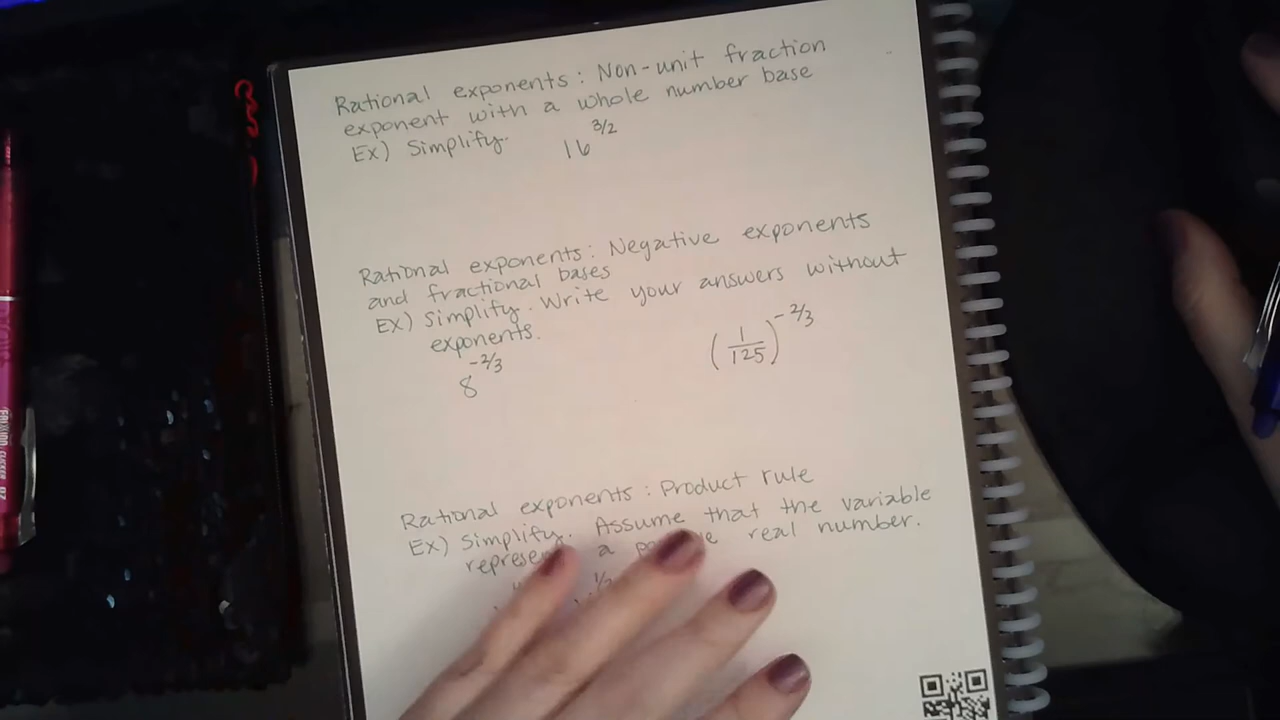 Rational exponents: Non-unit fraction
exponent with a whole number base
Ex) Simplify. 16^3/2
Rational exponents: Negative exponents
and fractional bases
Ex) Simplify. Write your answers without
exponents.
8^-2/3 (1/125)^-2/3
Rational exponents: Product rule
Ex) Simplify. Assume that the variable
a real number.